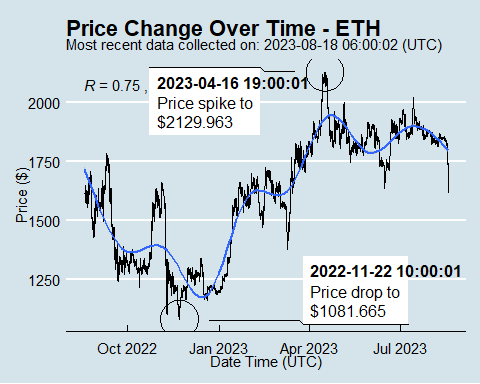 Price Change Over Time - ETH
Most recent data collected on: 2023-08-18 06:00:02 (UTC)
R = 0.75 ,
2023-04-16 19:00:01
Price spike to
$2129.963
2000
1750
1500
1250
Price ($)
2022-11-22 10:00:01
Price drop to
$1081.665
Oct 2022
Jan 2023
Apr 2023
Jul 2023
Date Time (UTC)